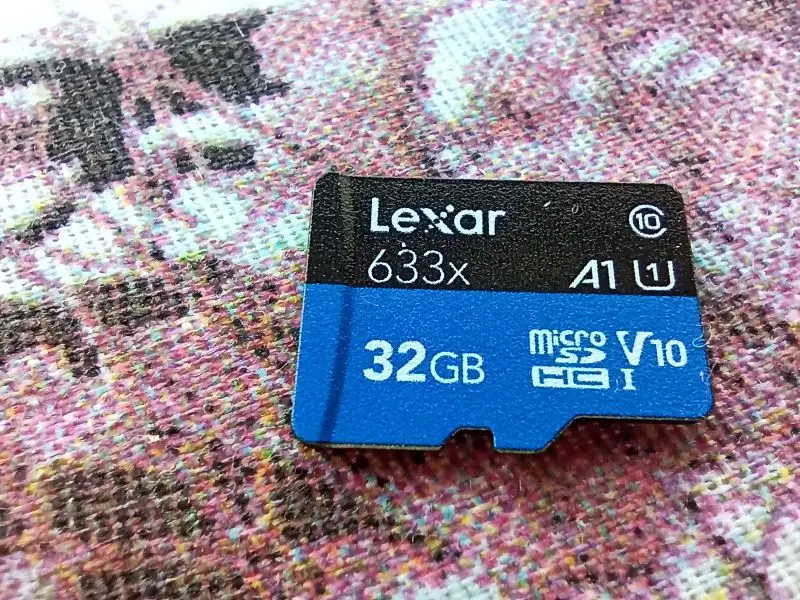 Lexar
10
633x
A1 U1
32GB
micro SD HC I
V10